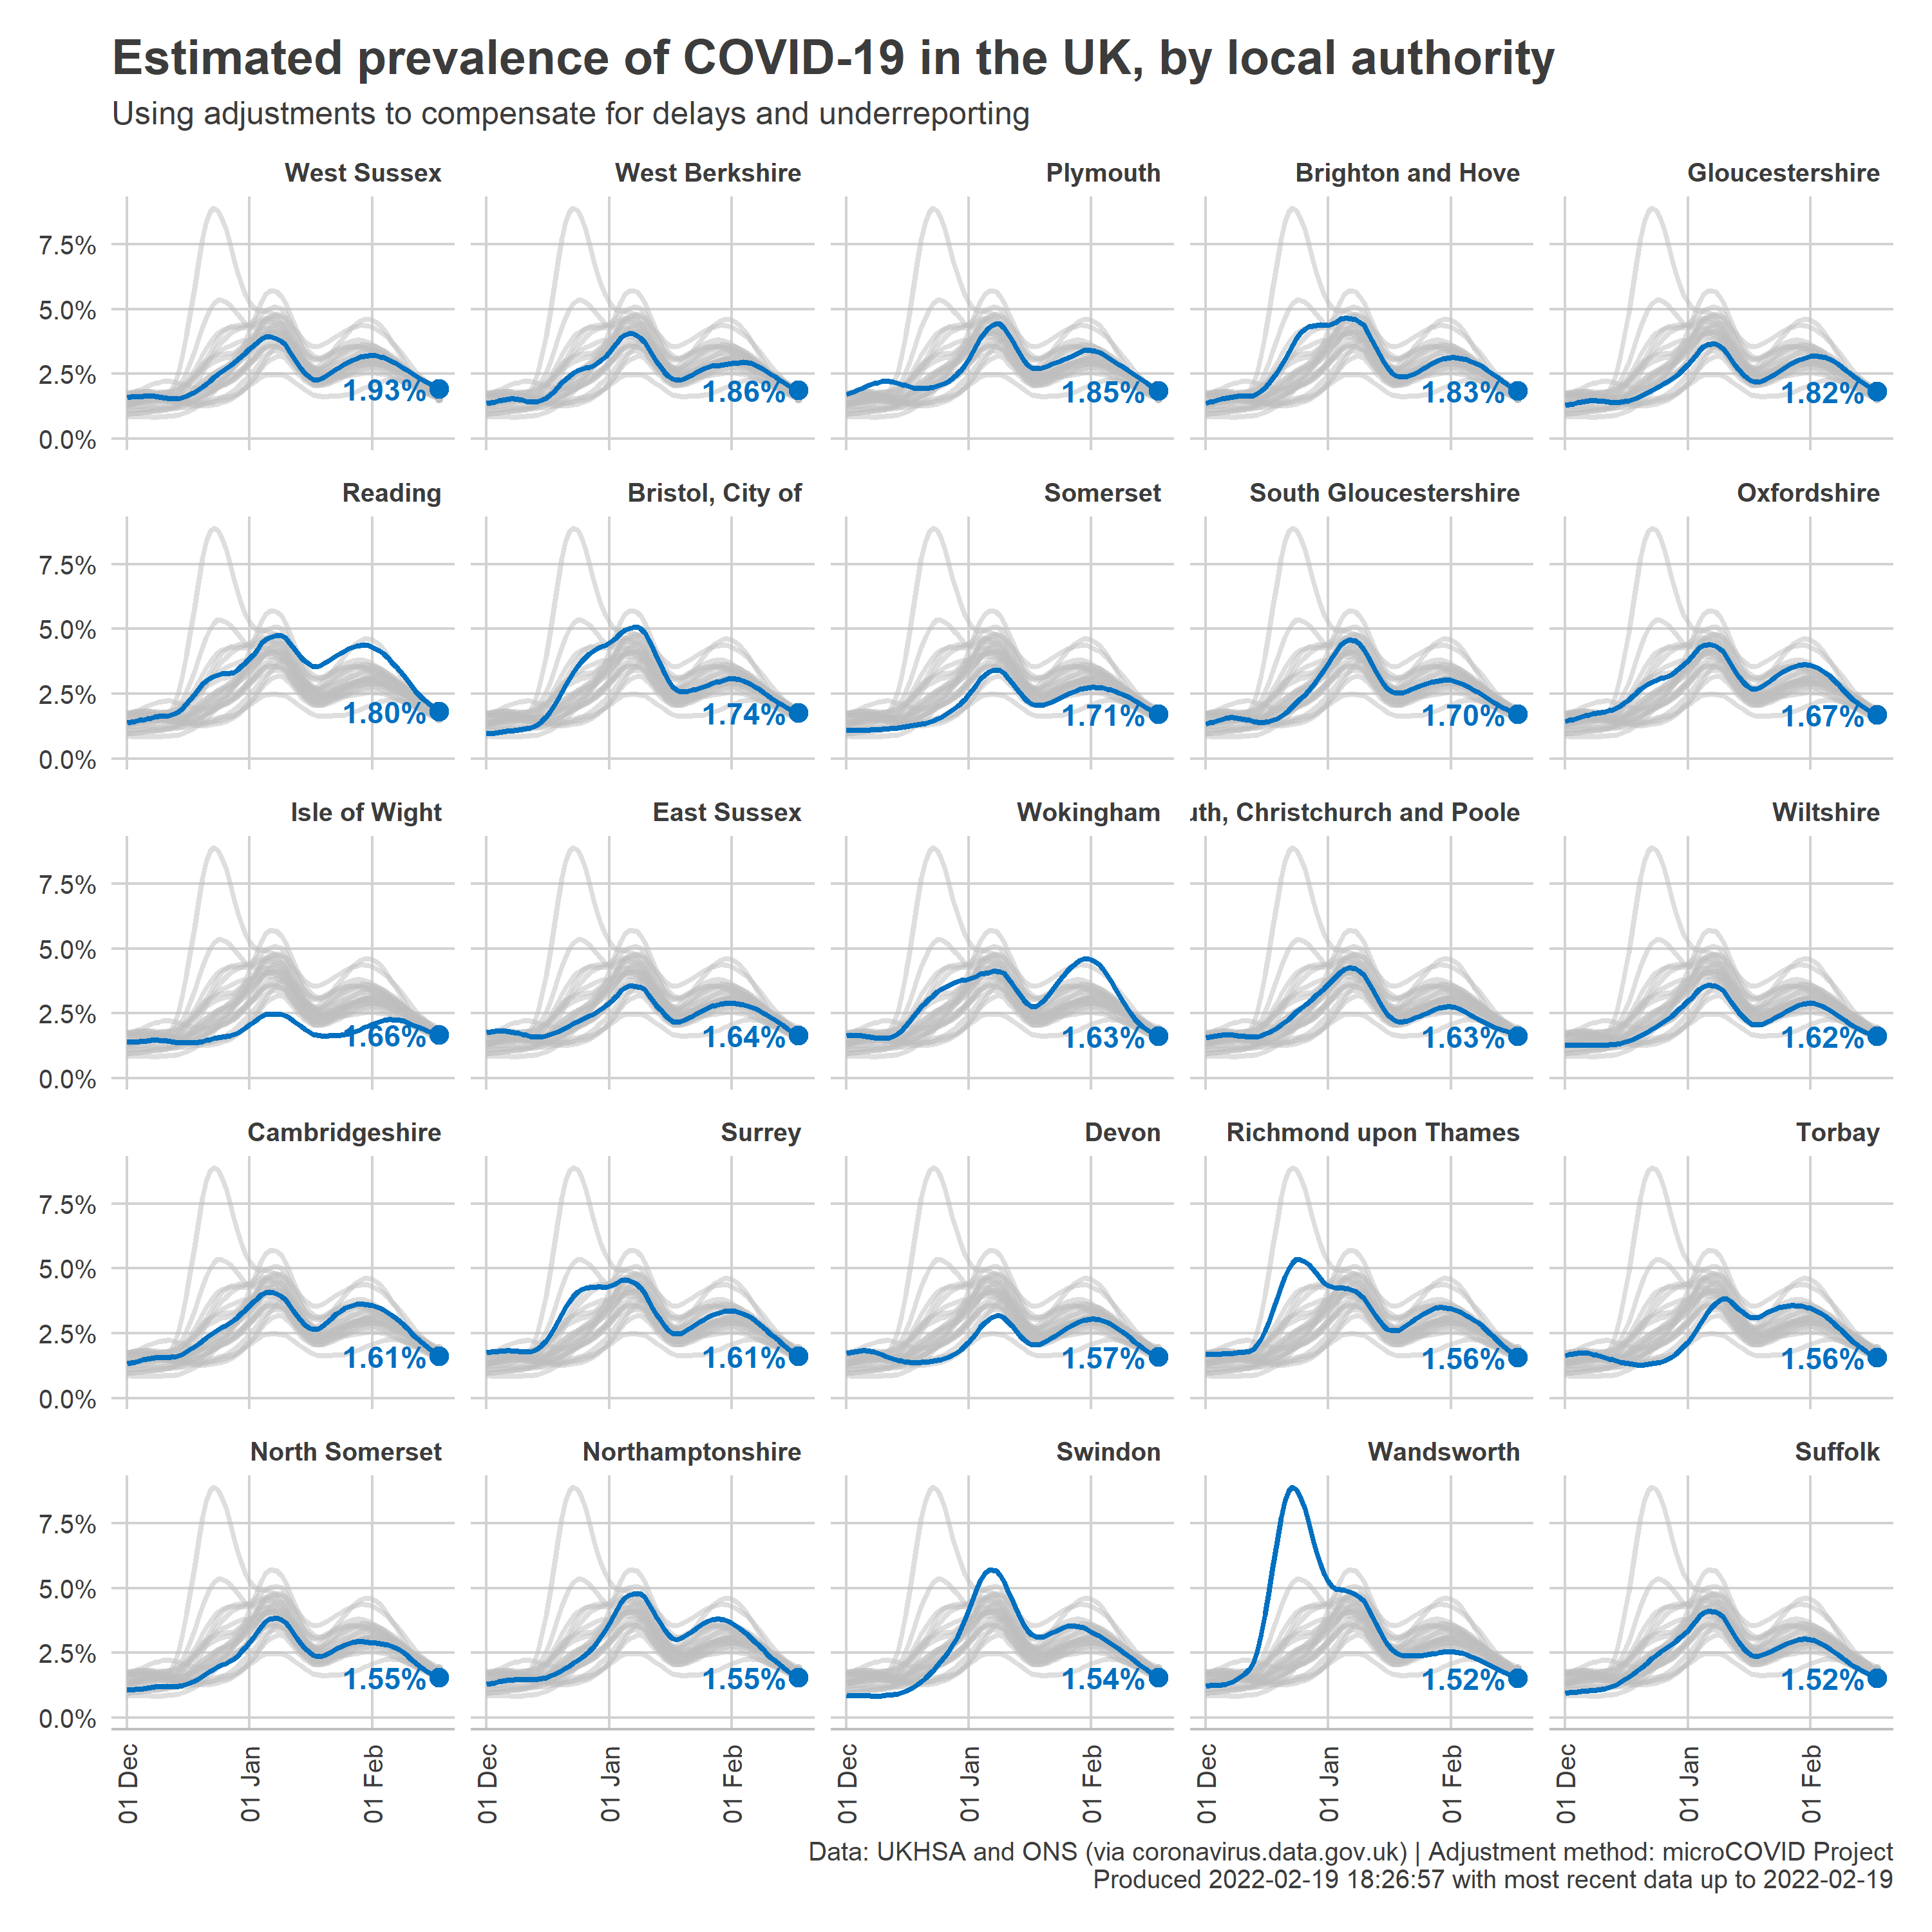 Estimated prevalence of COVID-19 in the UK, by local authority
Using adjustments to compensate for delays and underreporting
West Sussex
West Berkshire
Plymouth
Brighton and Hove
Gloucestershire
7.5%
5.0%
2.5%
0.0%
1.93%
1.86%
1.85%
1.83%
1.82%
Reading
Bristol, City of
Somerset
South Gloucestershire
Oxfordshire
7.5%
5.0%
2.5%
0.0%
1.80%
1.74%
1.71%
1.70%
1.67%
Isle of Wight
East Sussex
Wokingham
uth, Christchurch and Poole
Wiltshire
7.5%
5.0%
2.5%
0.0%
1.66%
1.64%
1.63%
1.63%
1.62%
Cambridgeshire
Surrey
Devon
Richmond upon Thames
Torbay
7.5%
5.0%
2.5%
0.0%
1.61%
1.61%
1.57%
1.56%
1.56%
North Somerset
Northamptonshire
Swindon
Wandsworth
Suffolk
7.5%
5.0%
2.5%
0.0%
1.55%
1.55%
1.54%
1.52%
1.52%
01 Dec
01 Jan
01 Feb
01 Dec
01 Jan
01 Feb
01 Dec
01 Jan
01 Feb
01 Dec
01 Jan
01 Feb
01 Dec
01 Jan
01 Feb
Data: UKHSA and ONS (via coronavirus.data.gov.uk) | Adjustment method: microCOVID Project
Produced 2022-02-19 18:26:57 with most recent data up to 2022-02-19